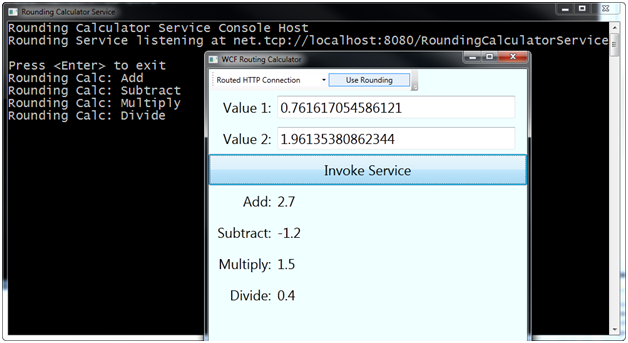 Rounding Calculator Service
Rounding Calculator Service Console Host
Rounding Service listening at net.tcp://localhost:8080/RoundingCalculatorService
Press <Enter> to exit
Rounding Calc: Add
Rounding Calc: Subtract
Rounding Calc: Multiply
Rounding Calc: Divide
WCF Routing Calculator
Routed HTTP Connection Use Rounding
Value 1: 0.761617054586121
Value 2: 1.96135380862344
Invoke Service
Add: 2.7
Subtract: -1.2
Multiply: 1.5
Divide: 0.4